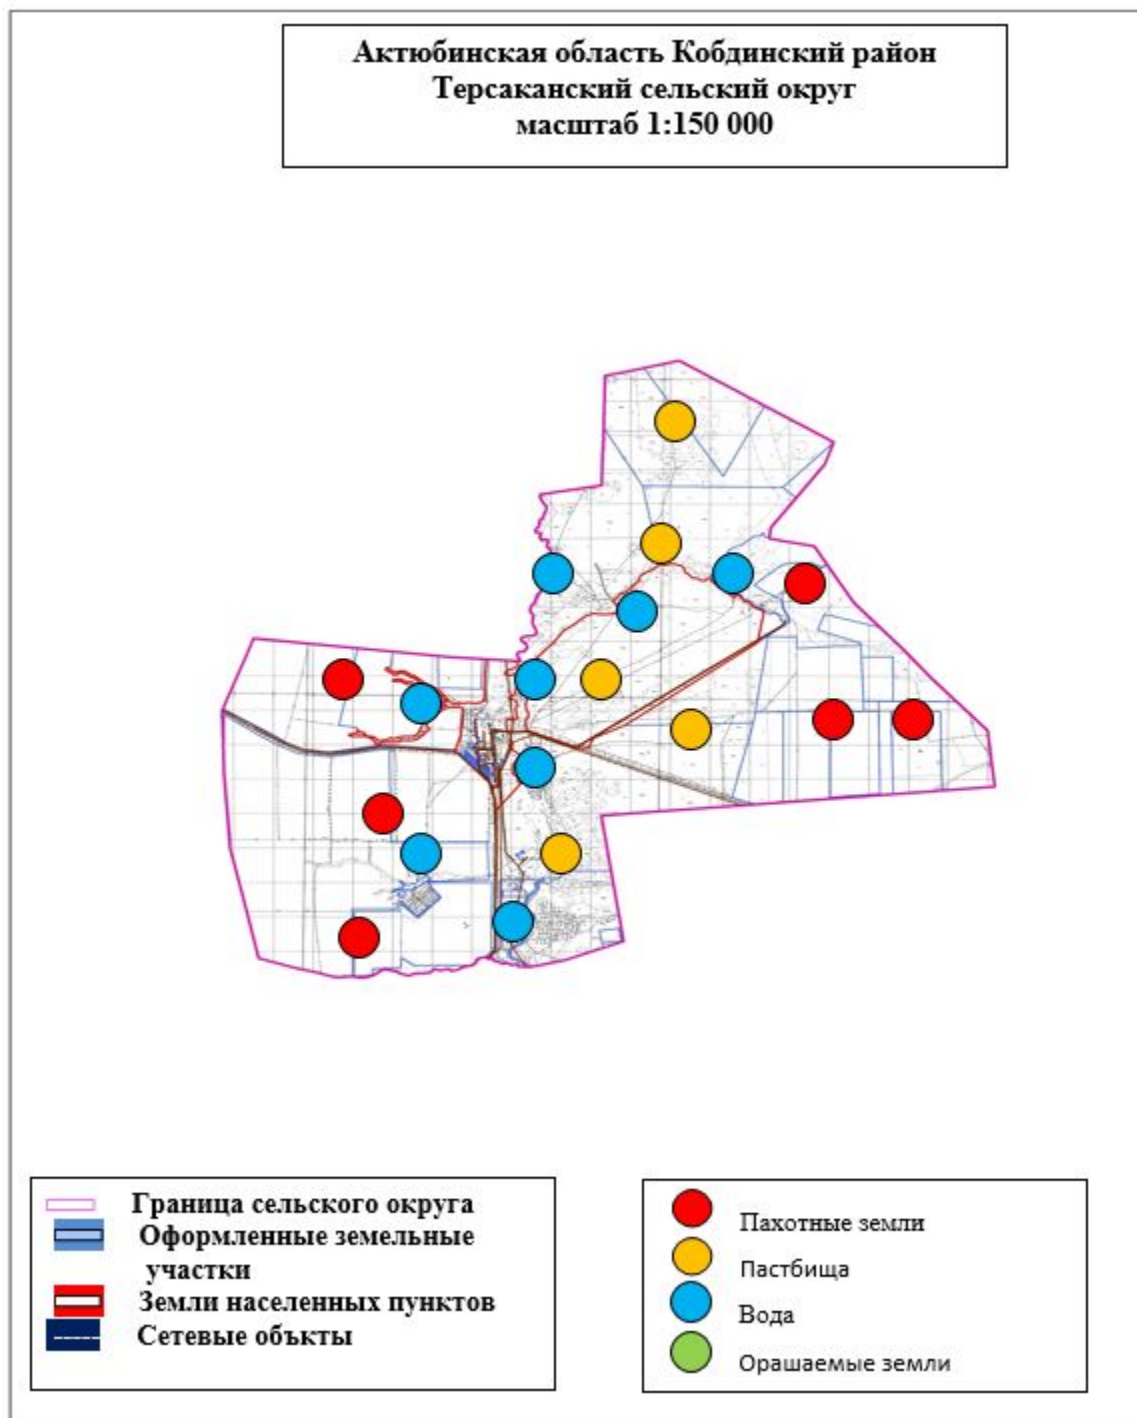 Актюбинская область Кобдинский район
Терсаканский сельский округ
масштаб 1:150 000
Граница сельского округа
Оформленные земельные
участки
Земли населенных пунктов
Сетевые объкты
Пахотные земли
Пастбища
Вода
Орашаемые земли